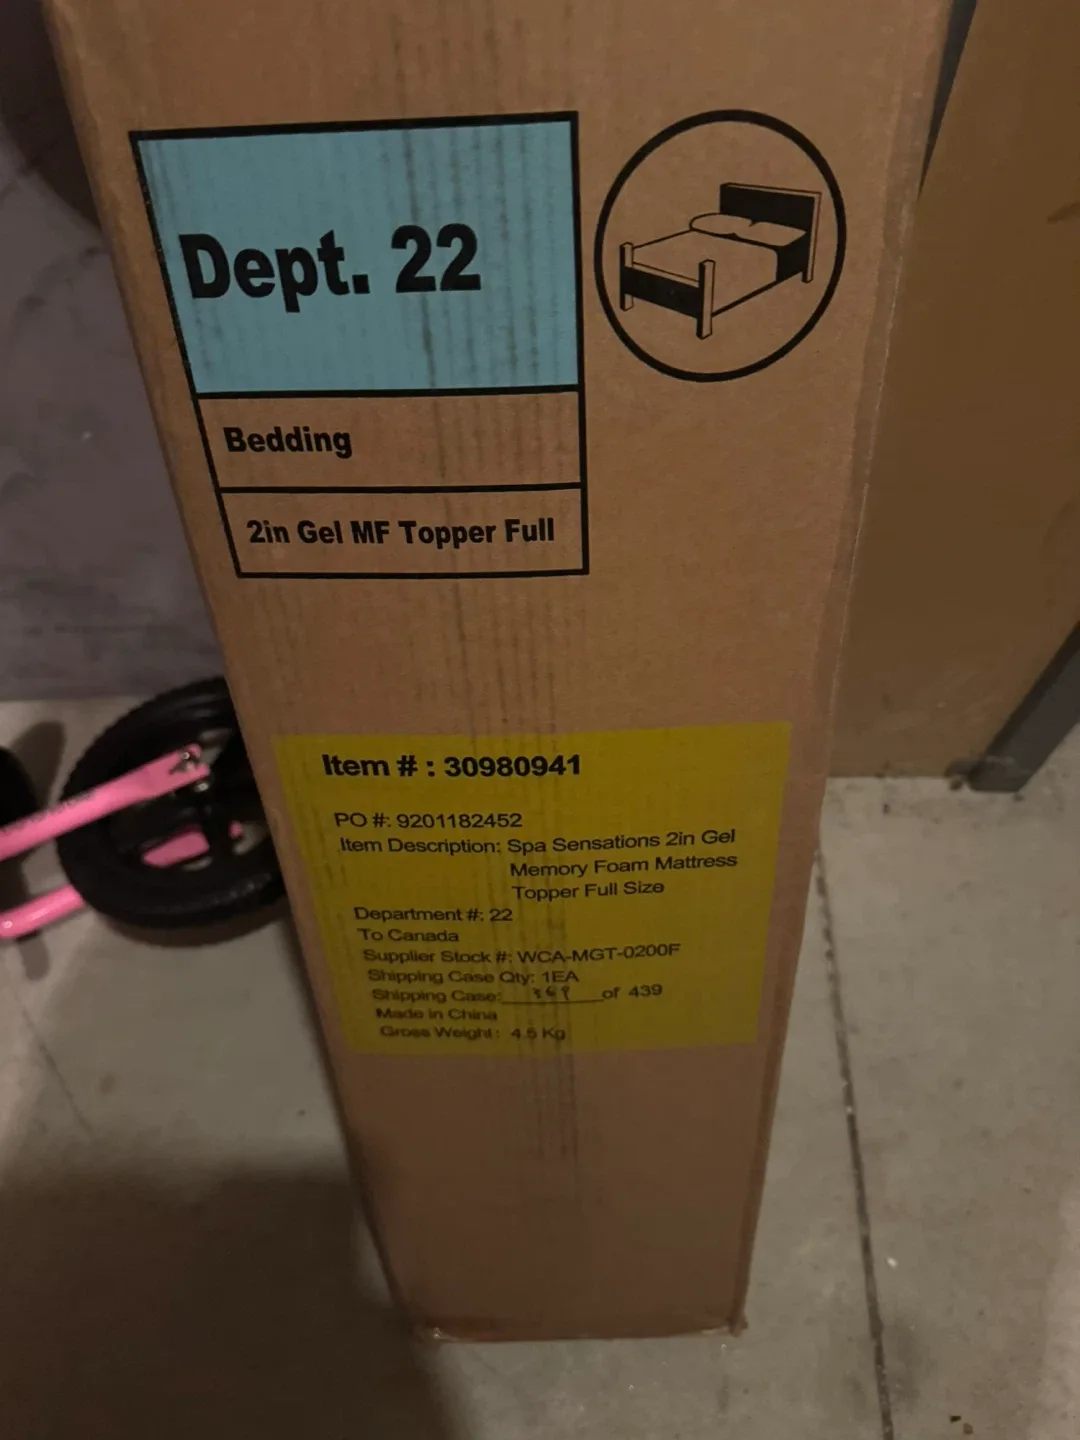 Dept. 22
Bedding
2in Gel MF Topper Full
Item # : 30980941
PO #: 9201182452
Item Description: Spa Sensations 2in Gel
Memory Foam Mattress
Topper Full Size
Department #: 22
To Canada
Supplier Stock #: WCA-MGT-0200F
Shipping Case Qty: 1EA
Shipping Case: of 439
Made in China
Gross Weight: 4.5 Kg